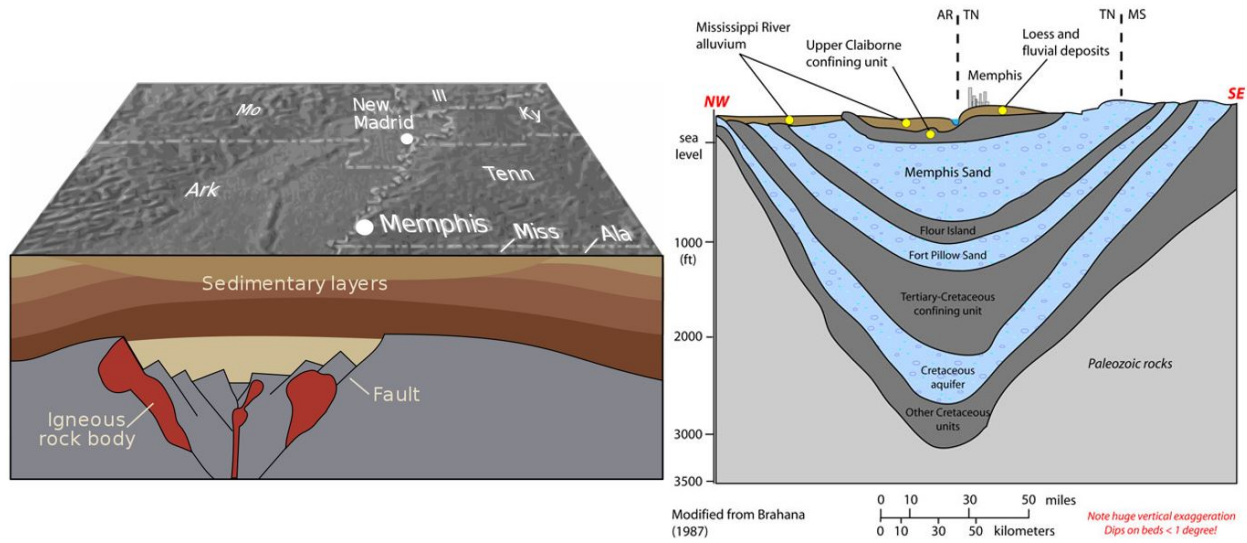 Mo
Ill
New
Madrid
Ky
Ark
Tenn
Memphis
Miss
Ala
Sedimentary layers
Fault
Igneous
rock body
AR TN
TN MS
Mississippi River
alluvium
Upper Claiborne
confining unit
Loess and
fluvial deposits
Memphis
NW
SE
sea
level
Memphis Sand
Flour Island
1000
(ft)
Fort Pillow Sand
Tertiary-Cretaceous
confining unit
2000
Paleozoic rocks
Cretaceous
aquifer
Other Cretaceous
units
3000
3500
0 10 30 50 miles
0 10 30 50 kilometers
Modified from Brahana
(1987)
Note huge vertical exaggeration
Dips on beds < 1 degree!